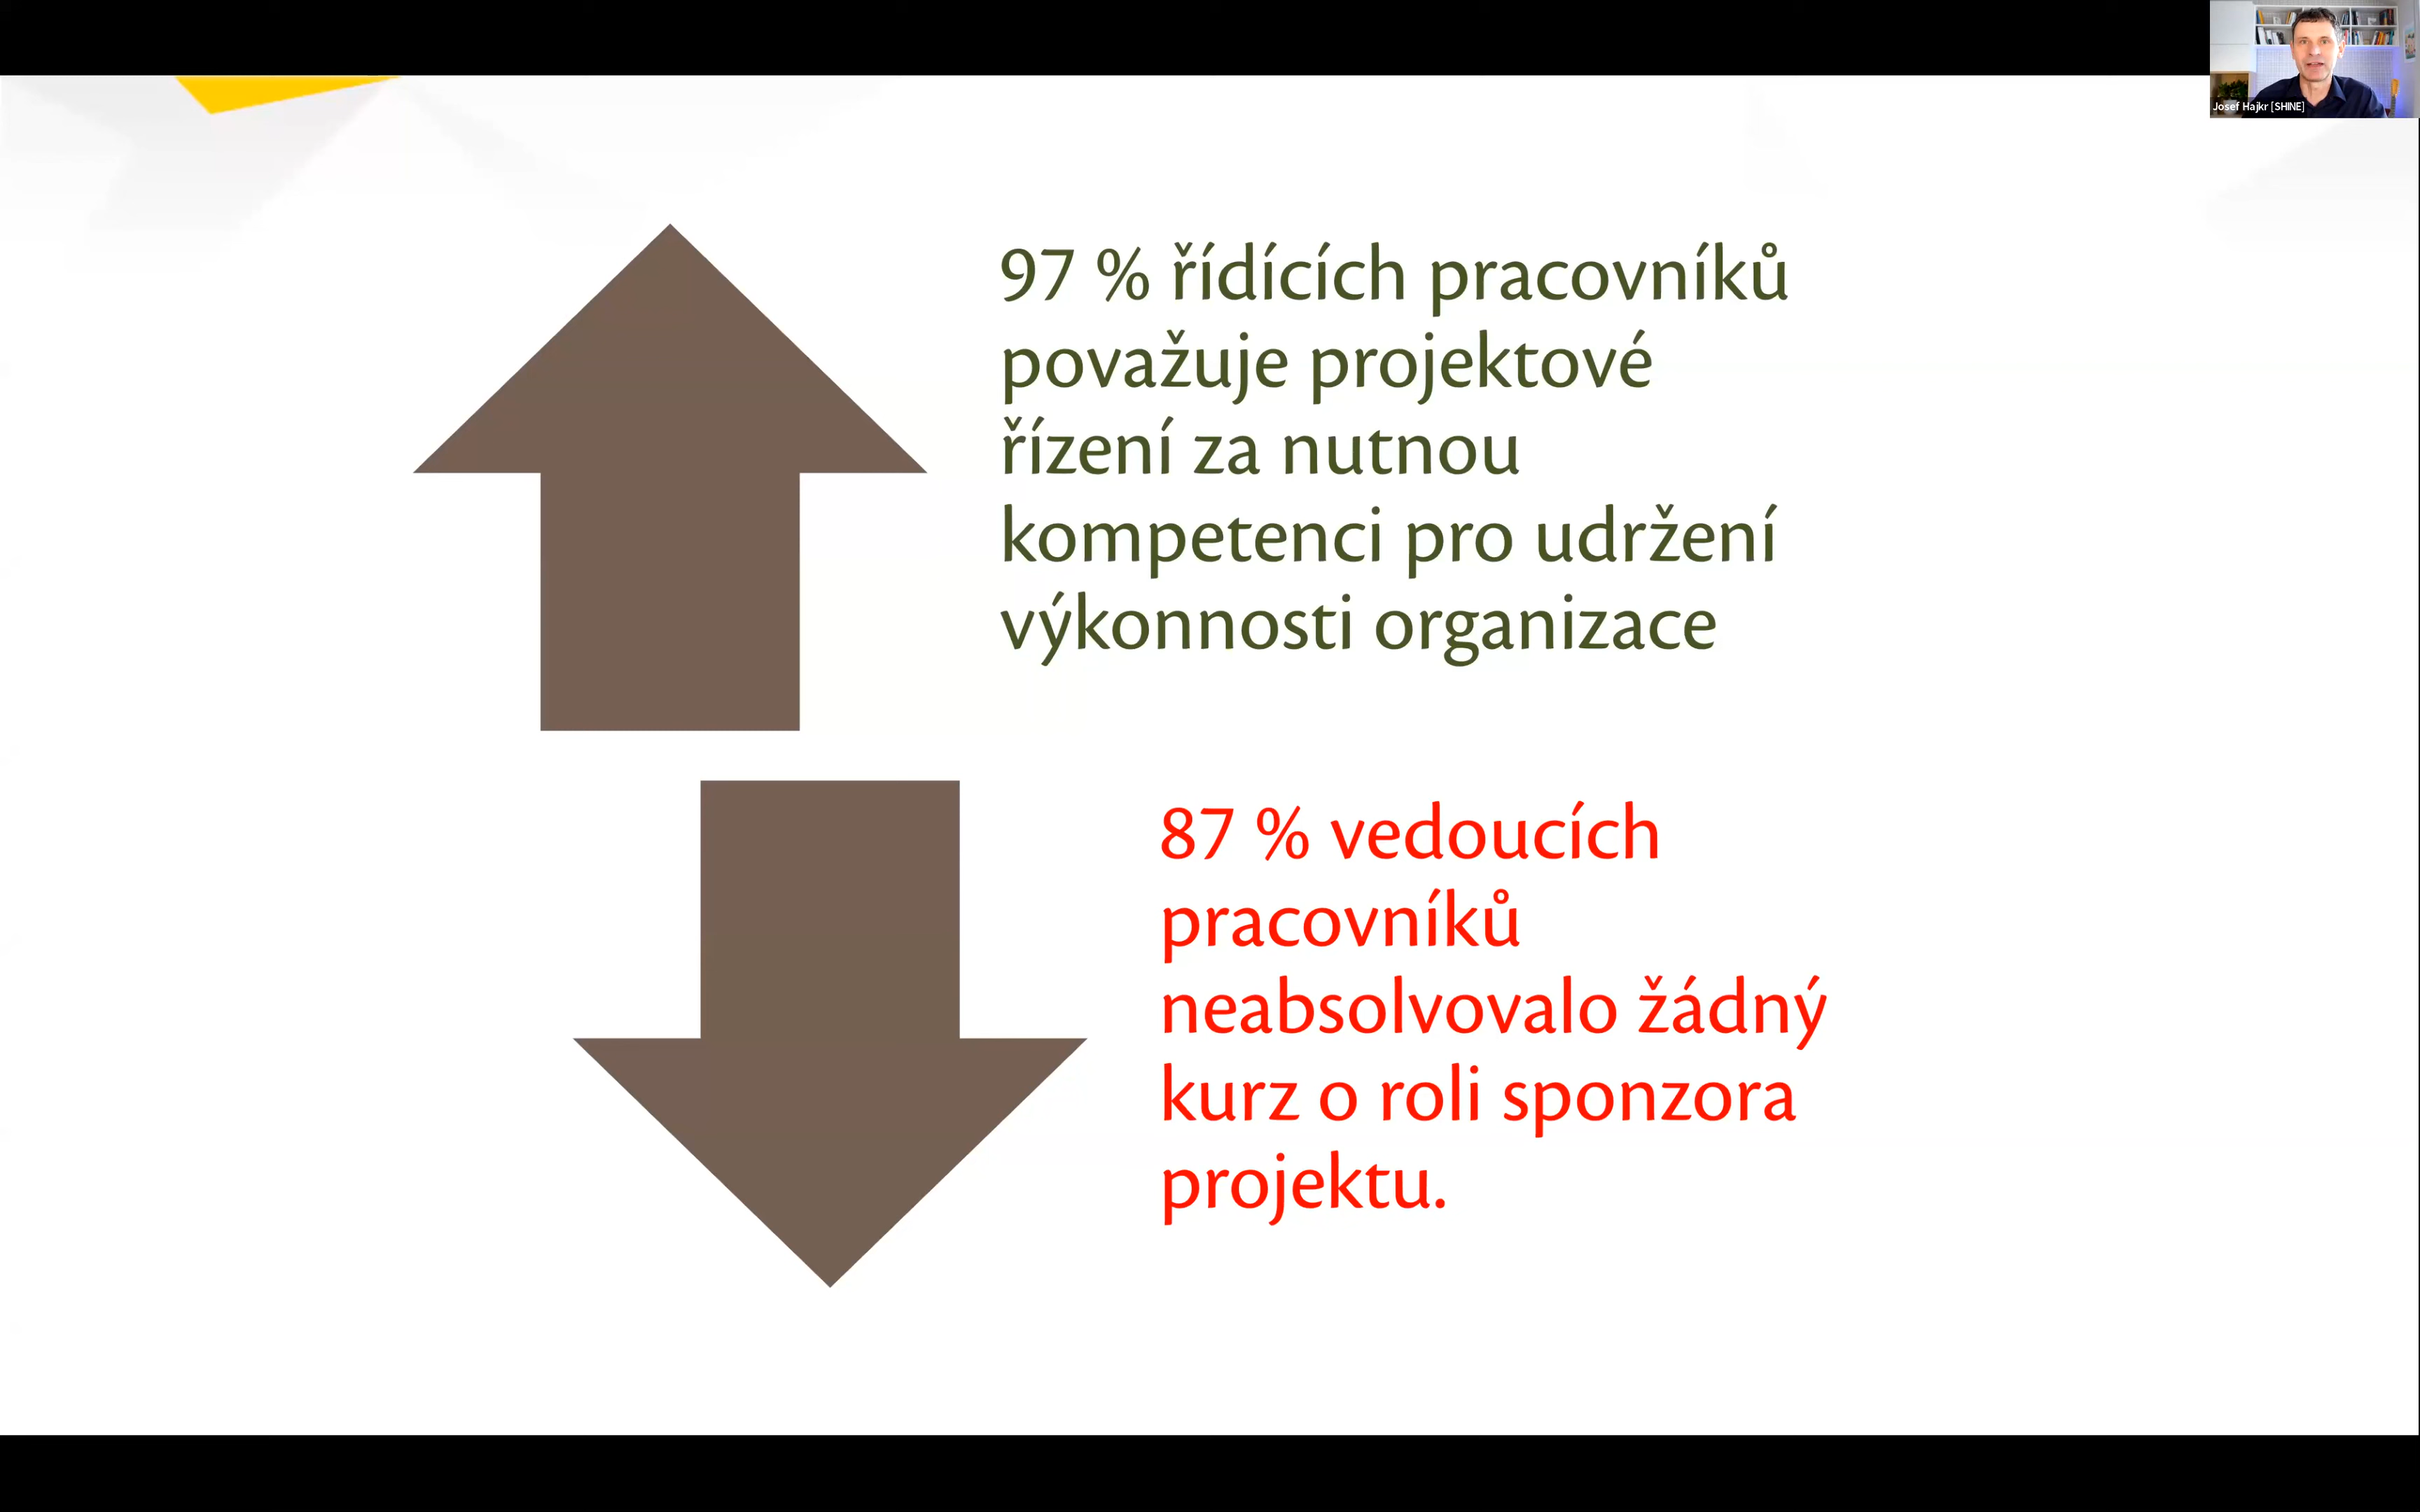 Josef Hajkr [SHINE]
97 % řídících pracovníků
považuje projektové
řízení za nutnou
kompetenci pro udržení
výkonnosti organizace
87 % vedoucích
pracovníků
neabsolvovalo žádný
kurz o roli sponzora
projektu.